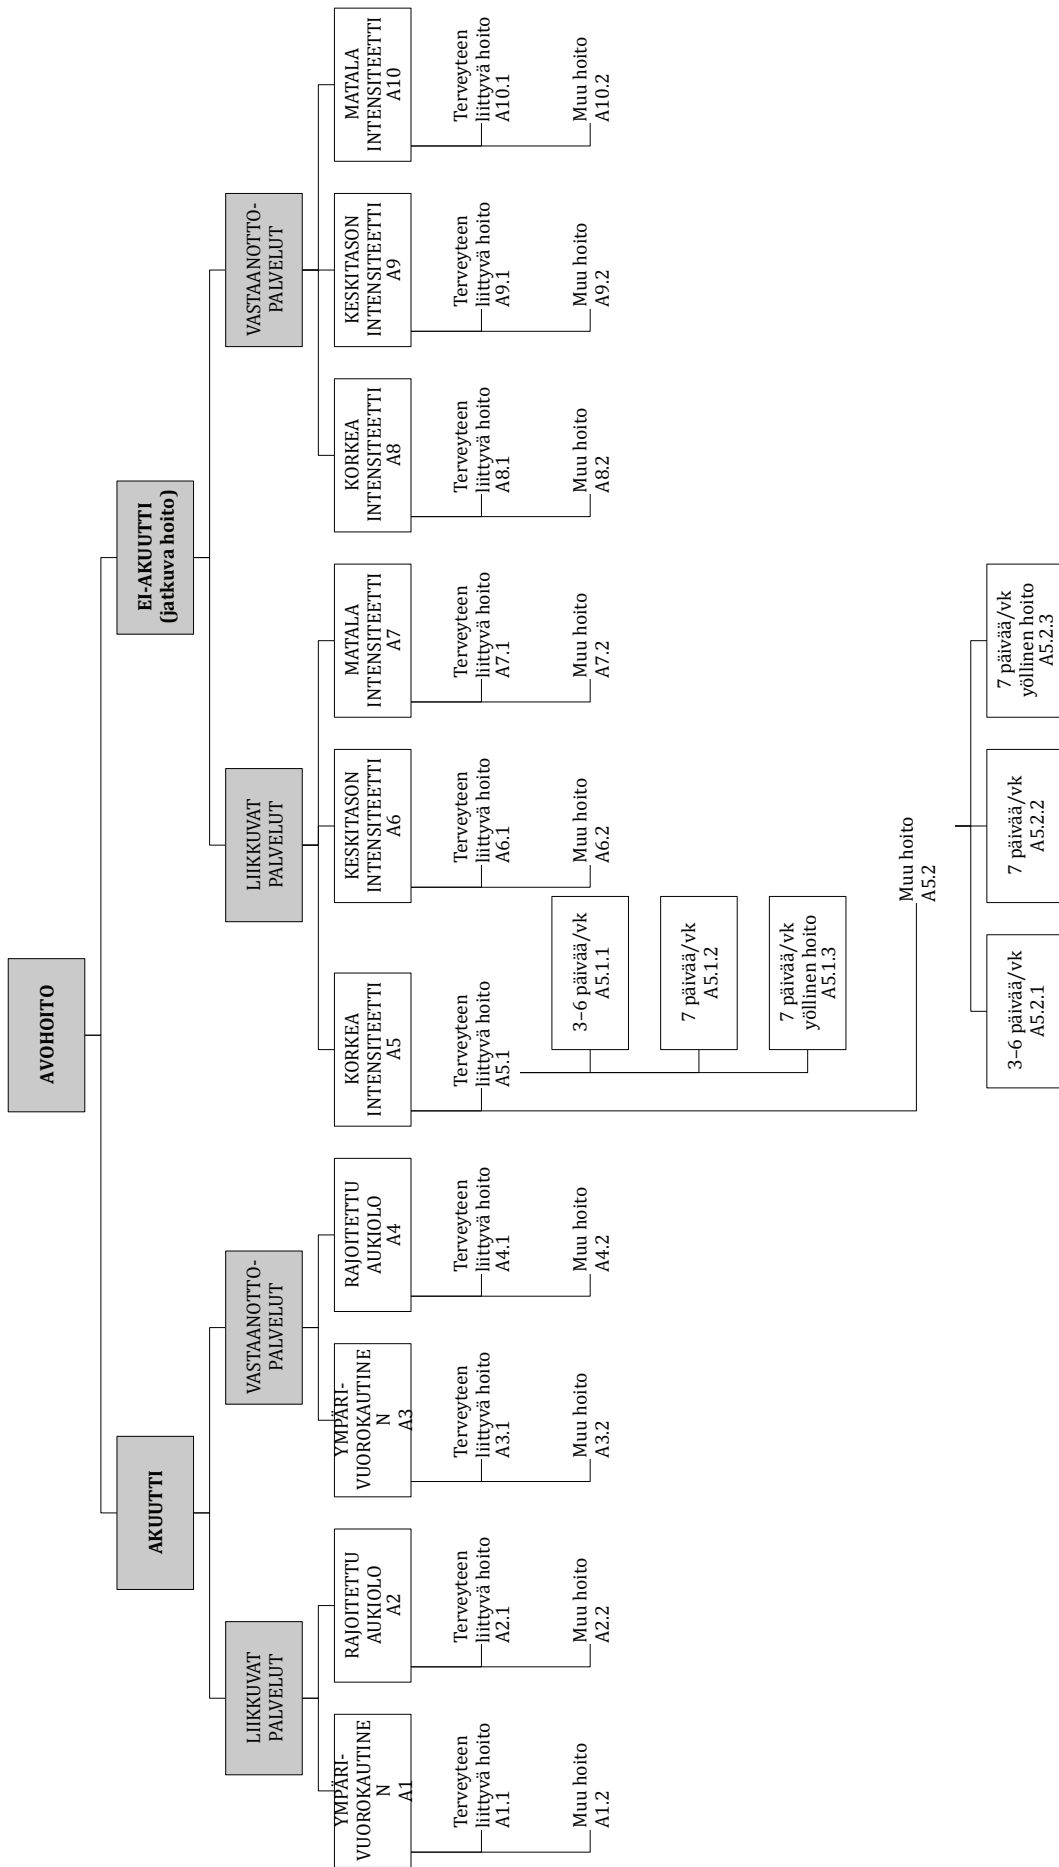 AVOHOITO
AKUUTTI
EI-AKUUTTI
(jatkuva hoito)
LIIKKUVAT
PALVELUT
VASTAANOTTO-
PALVELUT
LIIKKUVAT
PALVELUT
VASTAANOTTO-
PALVELUT
YMPÄRI-
VUOROKAUTINE
N
A1
RAJOITETTU
AUKIOLO
A2
YMPÄRI-
VUOROKAUTINE
N
A3
RAJOITETTU
AUKIOLO
A4
KORKEA
INTENSITEETTI
A5
KESKITASON
INTENSITEETTI
A6
MATALA
INTENSITEETTI
A7
KORKEA
INTENSITEETTI
A8
KESKITASON
INTENSITEETTI
A9
MATALA
INTENSITEETTI
A10
Terveyteen
liittyvä hoito
A1.1
Terveyteen
liittyvä hoito
A2.1
Terveyteen
liittyvä hoito
A3.1
Terveyteen
liittyvä hoito
A4.1
Terveyteen
liittyvä hoito
A5.1
Terveyteen
liittyvä hoito
A6.1
Terveyteen
liittyvä hoito
A7.1
Terveyteen
liittyvä hoito
A8.1
Terveyteen
liittyvä hoito
A9.1
Terveyteen
liittyvä hoito
A10.1
Muu hoito
A1.2
Muu hoito
A2.2
Muu hoito
A3.2
Muu hoito
A4.2
3–6 päivää/vk
A5.1.1
Muu hoito
A6.2
Muu hoito
A7.2
Muu hoito
A8.2
Muu hoito
A9.2
Muu hoito
A10.2
7 päivää/vk
A5.1.2
7 päivää/vk
yöllinen hoito
A5.1.3
Muu hoito
A5.2
3–6 päivää/vk
A5.2.1
7 päivää/vk
A5.2.2
7 päivää/vk
yöllinen hoito
A5.2.3